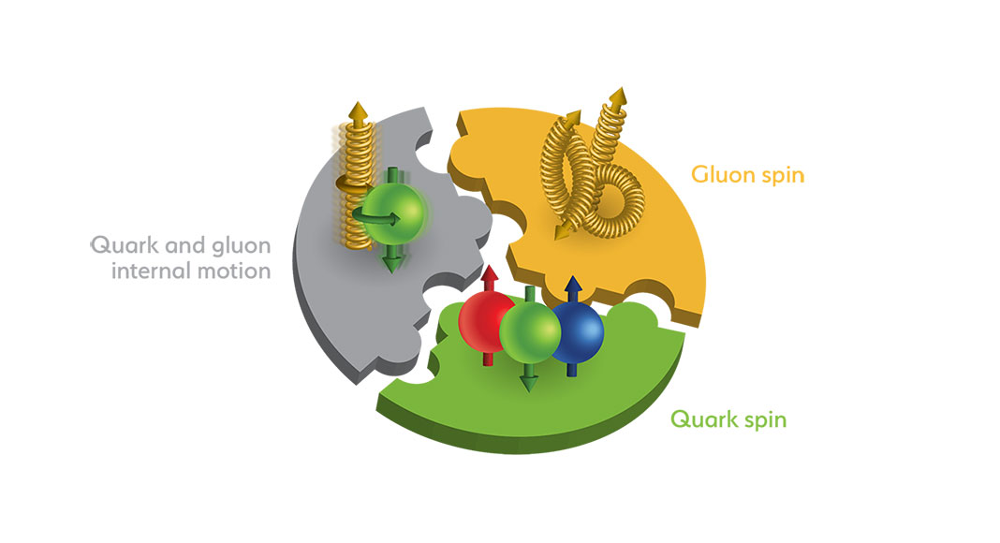 Gluon spin
Quark and gluon
internal motion
Quark spin